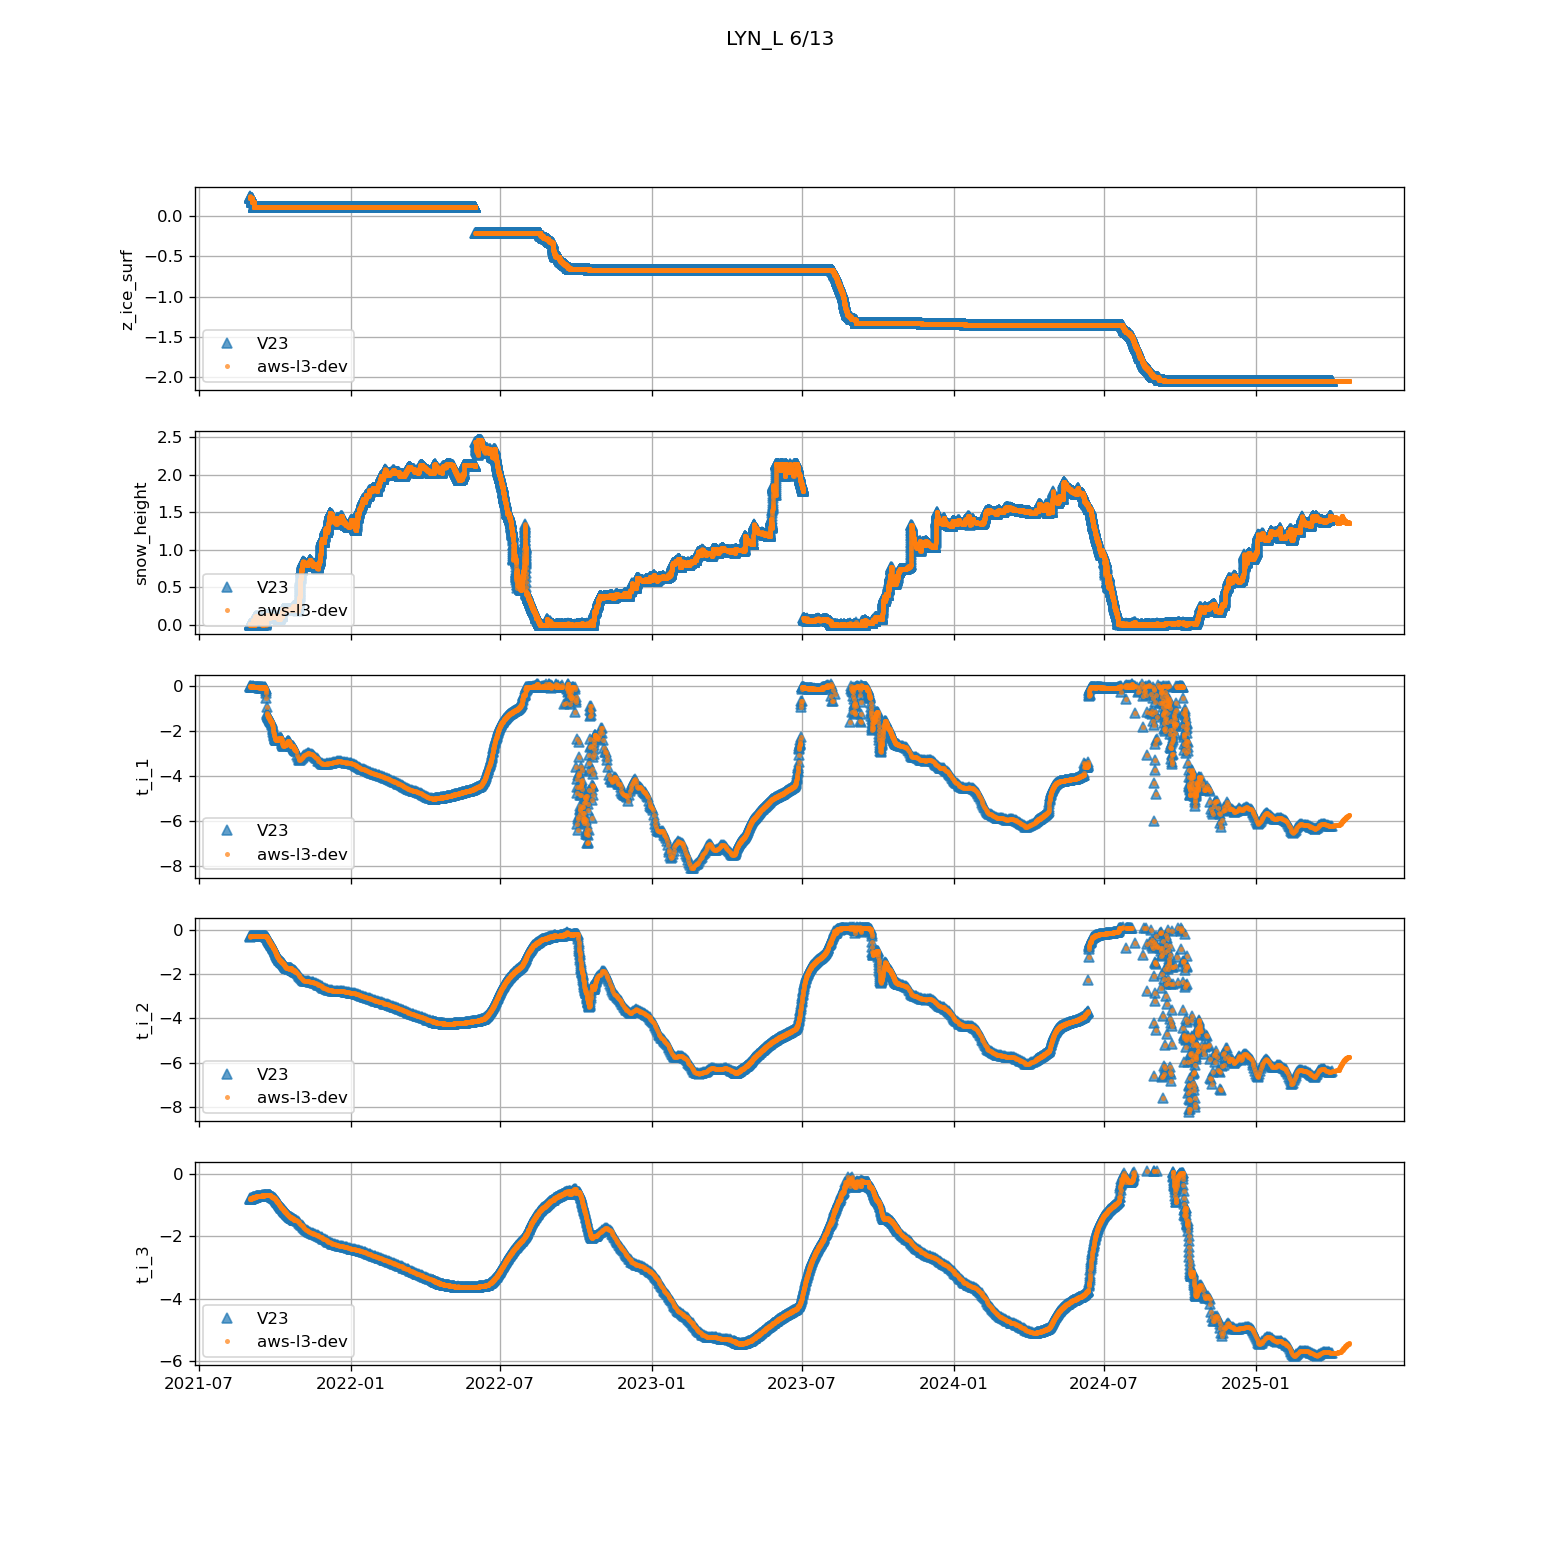 LYN_L 6/13
0.0
−0.5
−1.0
−1.5
−2.0
z_ice_surf
V23
aws-l3-dev
2.5
2.0
1.5
1.0
0.5
0.0
snow_height
V23
aws-l3-dev
0
−2
−4
−6
−8
t_i_1
V23
aws-l3-dev
0
−2
−4
−6
−8
t_i_2
V23
aws-l3-dev
0
−2
−4
−6
t_i_3
V23
aws-l3-dev
2021-07 2022-01 2022-07 2023-01 2023-07 2024-01 2024-07 2025-01